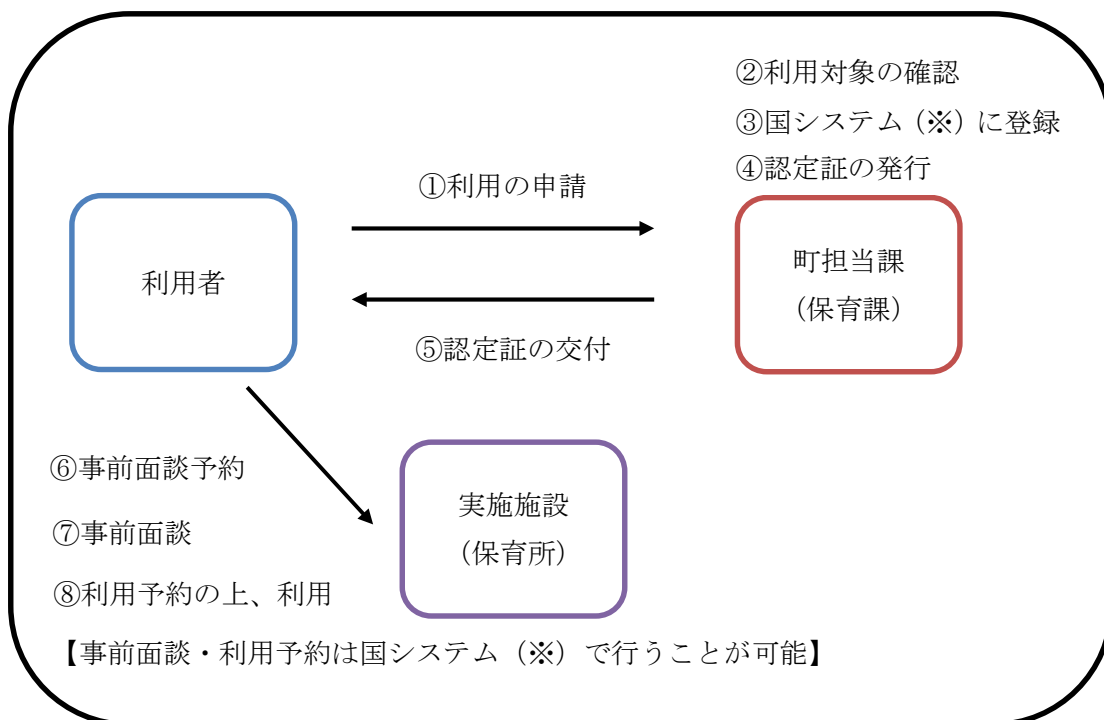 ②利用対象の確認
③国システム（※）に登録
④認定証の発行
①利用の申請
利用者
町担当課
（保育課）
⑤認定証の交付
⑥事前面談予約
⑦事前面談
⑧利用予約の上、利用
実施施設
（保育所）
【事前面談・利用予約は国システム（※）で行うことが可能】